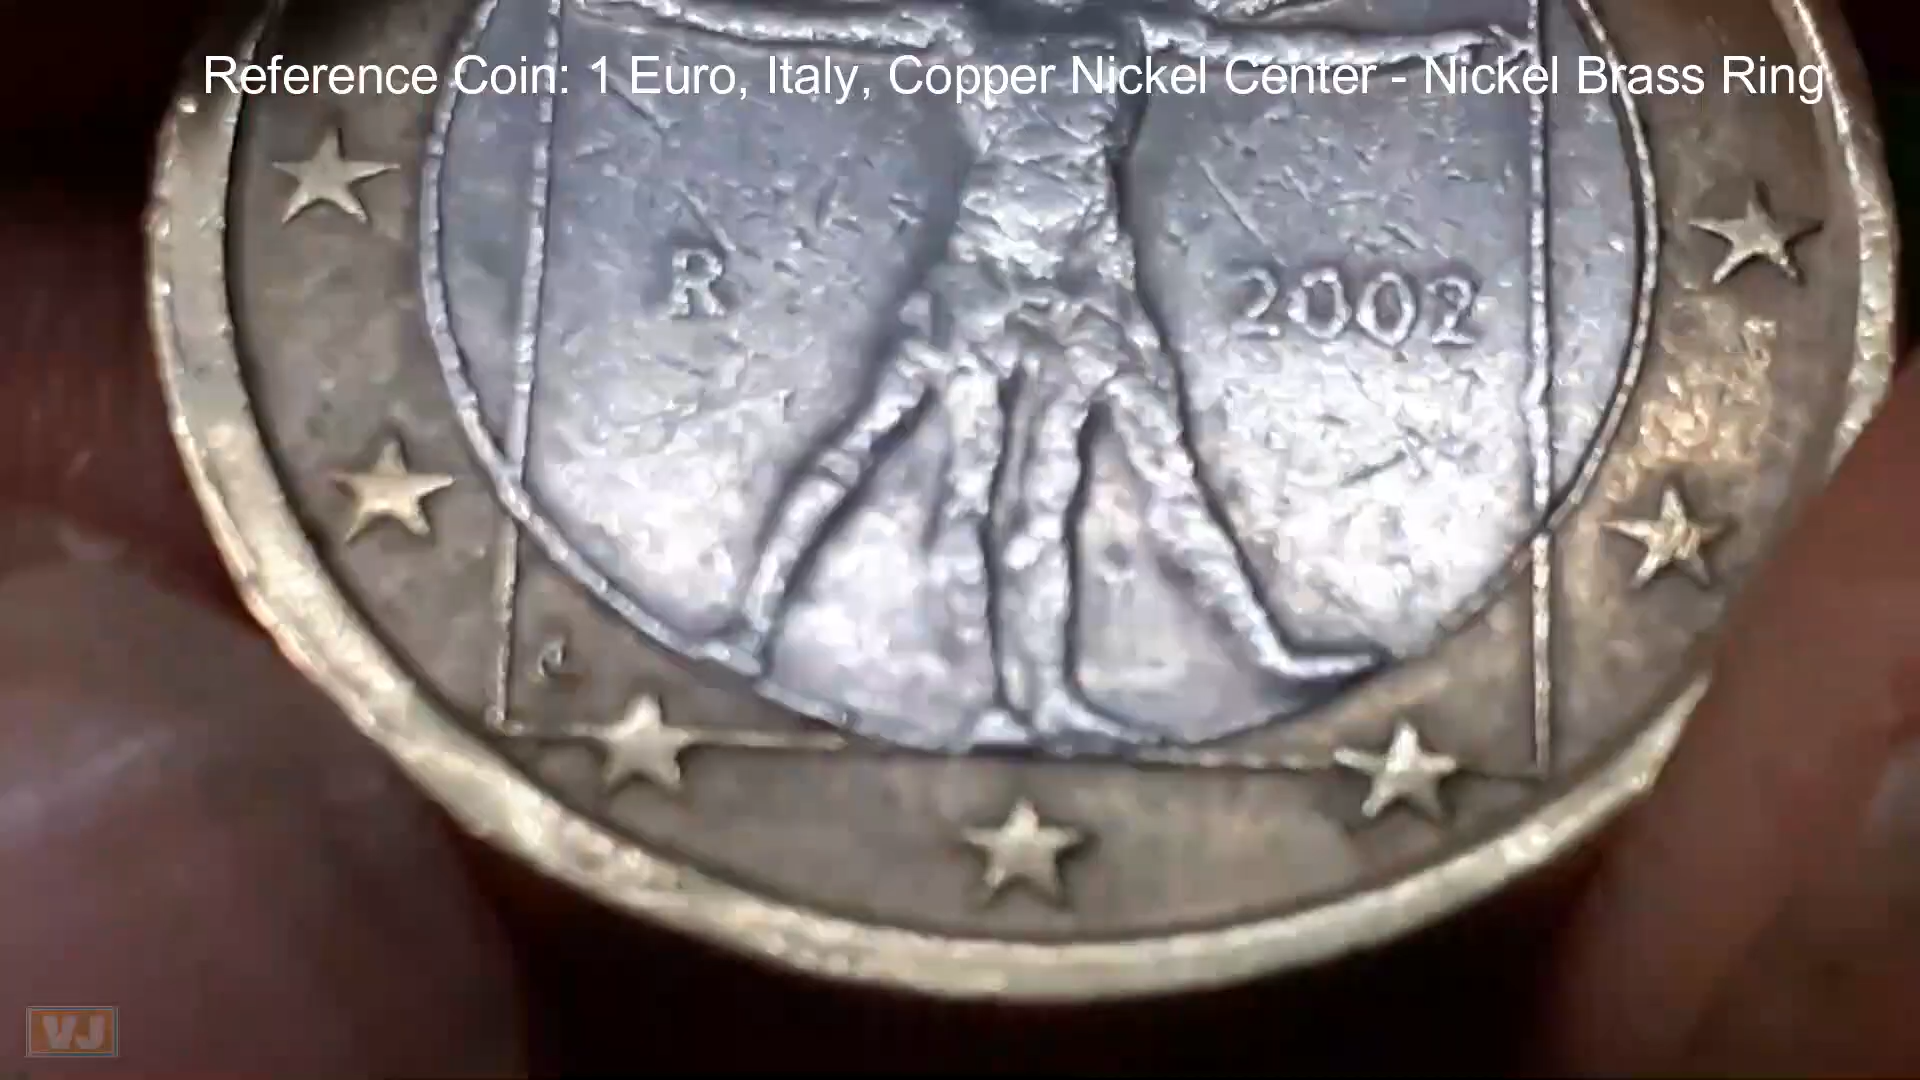 Reference Coin: 1 Euro, Italy, Copper Nickel Center - Nickel Brass Ring
R
2002
VJ